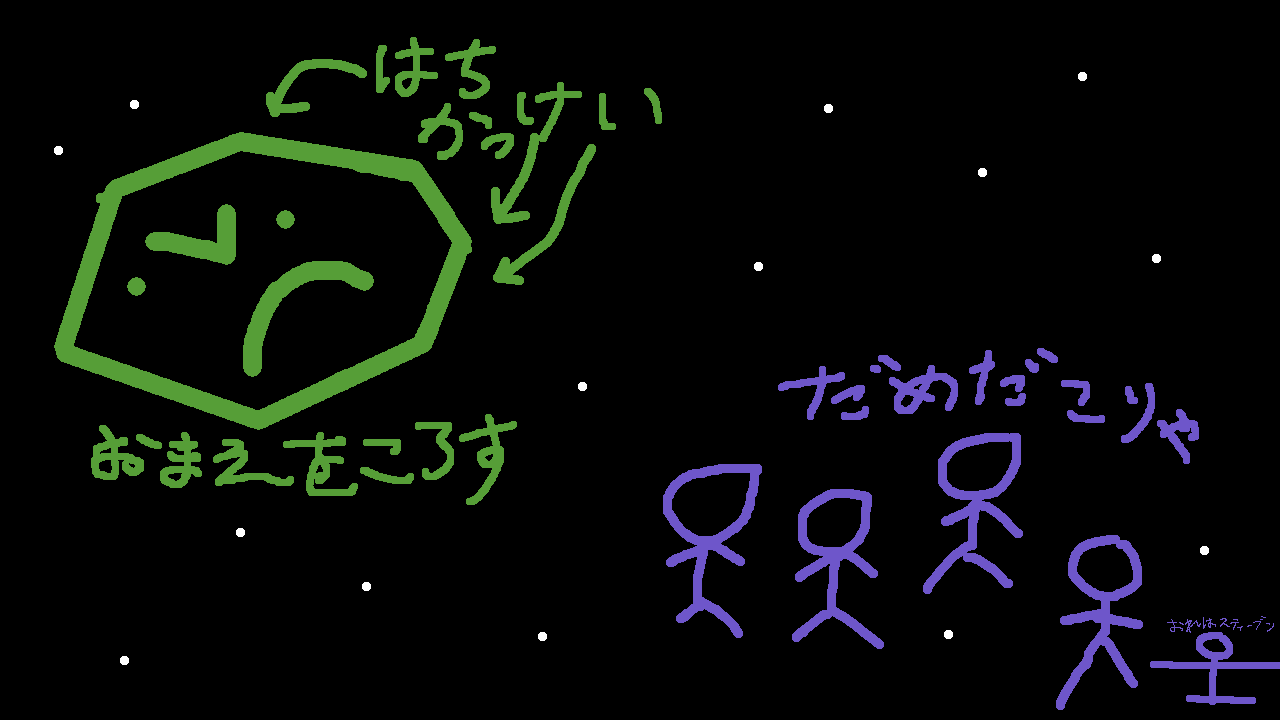 はち
かっけい
おまえをころす
だめだこりゃ
おれはスティーブン